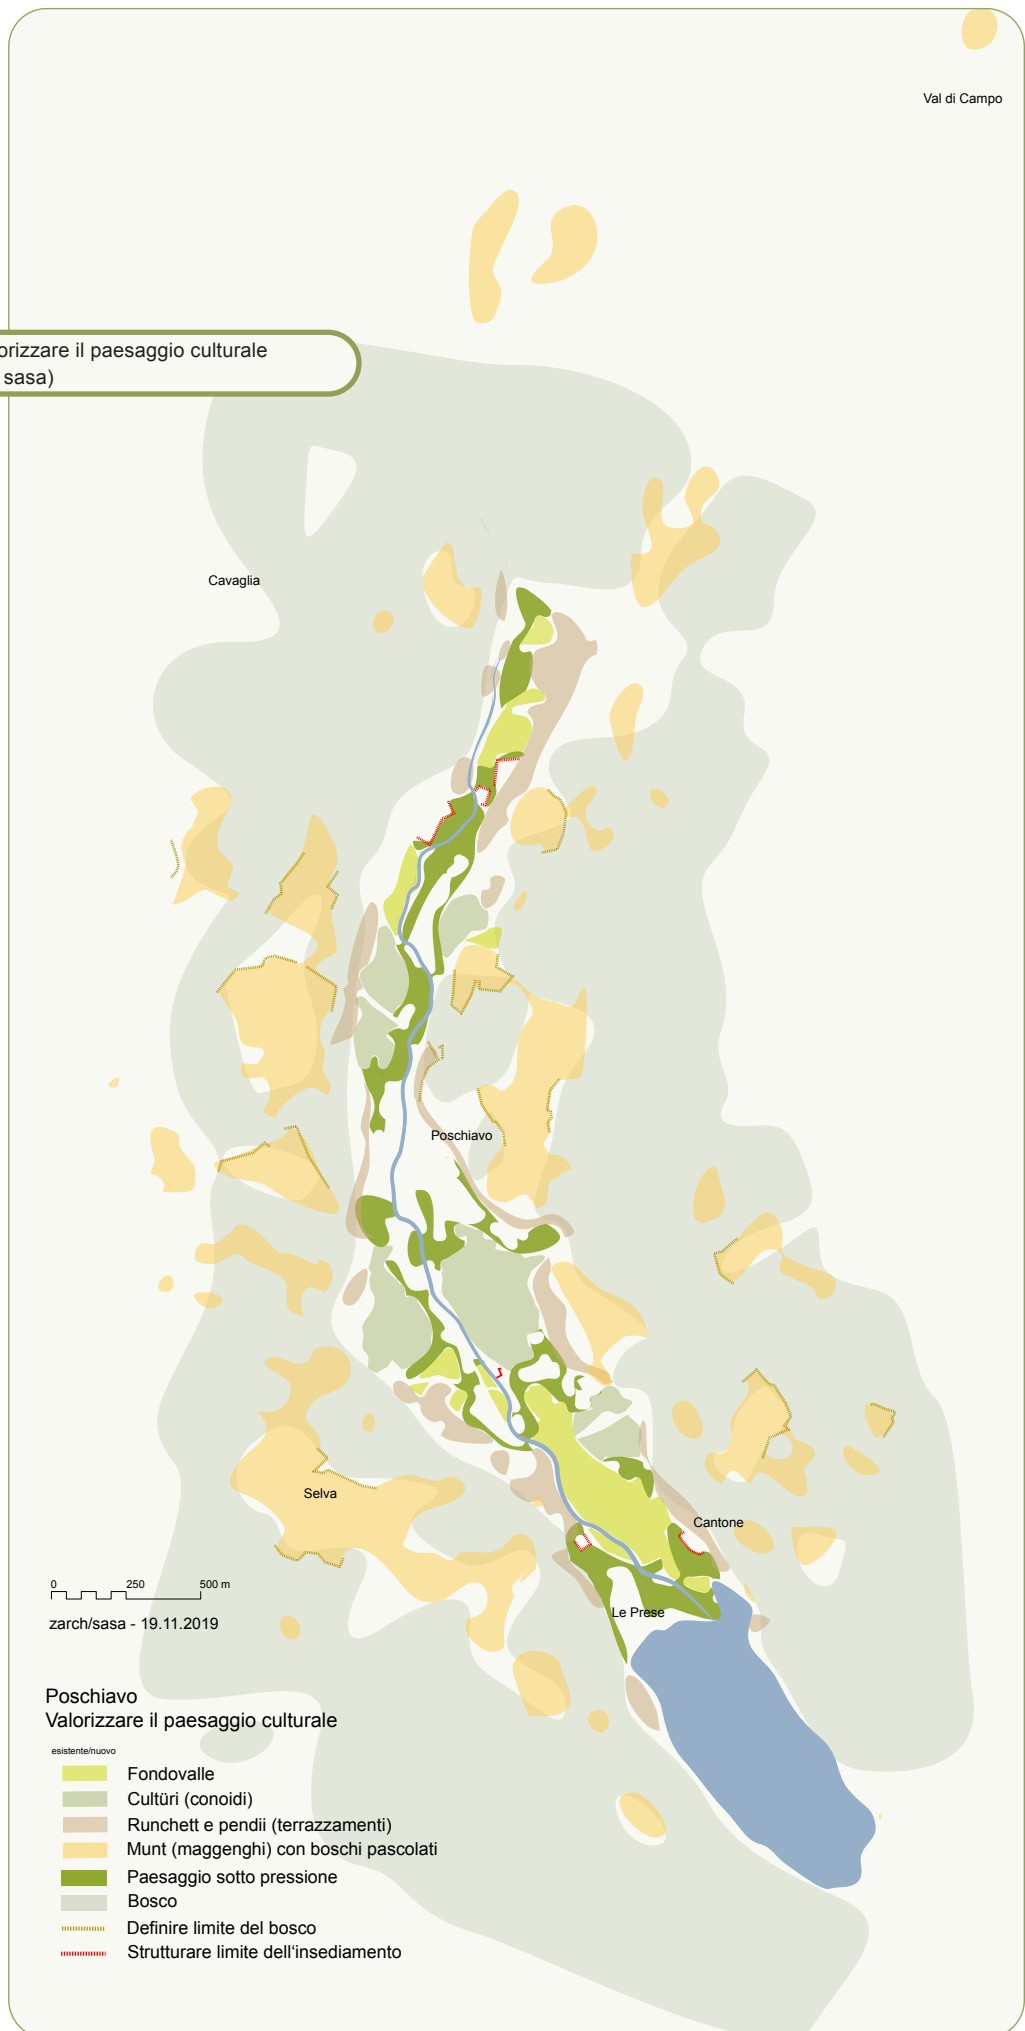 Val di Campo
orizzare il paesaggio culturale
sasa)
Cavaglia
Poschiavo
Selva
Cantone
0 250 500 m
Le Prese
zarch/sasa - 19.11.2019
Poschiavo
Valorizzare il paesaggio culturale
esistente/nuovo
Fondovalle
Cultüri (conoidi)
Runchett e pendii (terrazzamenti)
Munt (maggenghi) con boschi pascolati
Paesaggio sotto pressione
Bosco
Definire limite del bosco
Strutturare limite dell‘insediamento